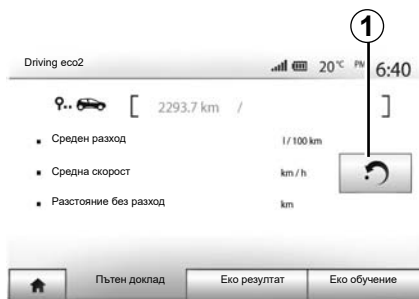 1
Driving eco2 20°C PM 6:40
[ 2293.7 km / ]
Среден разход l / 100 km
Средна скорост km / h
Разстояние без разход km
Пътен доклад Еко резултат Еко обучение